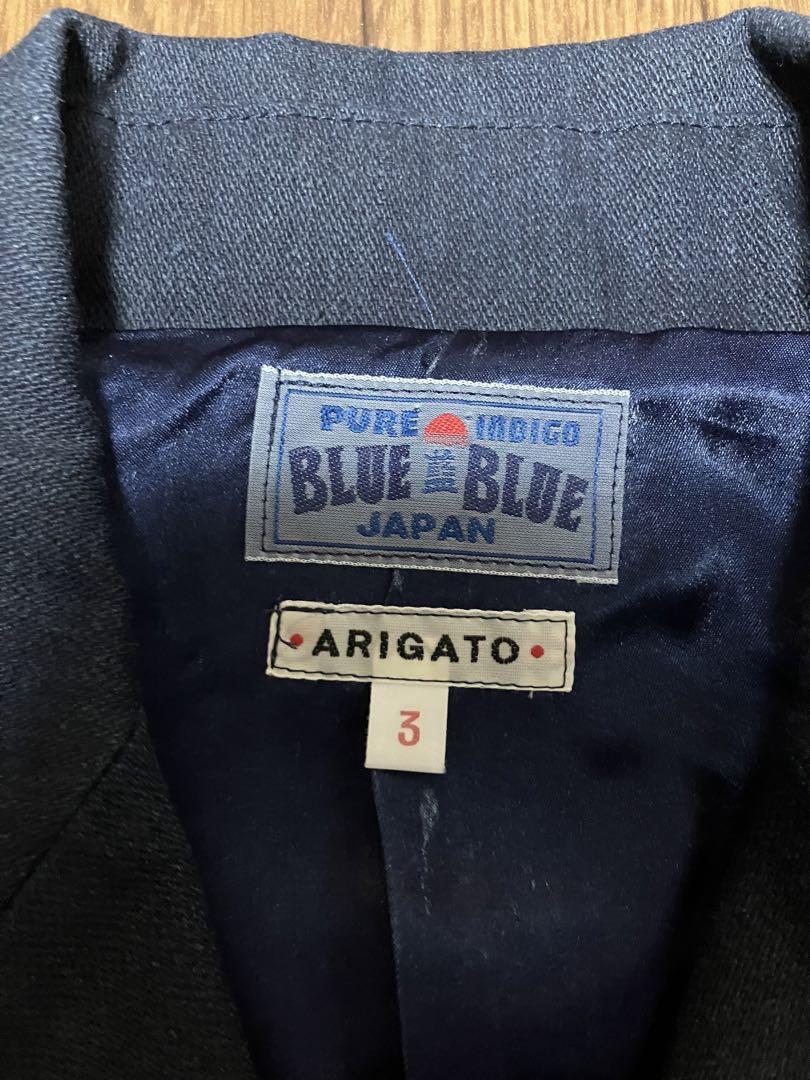 PURE INDIGO
BLUE 藍 BLUE
JAPAN
• ARIGATO •
3